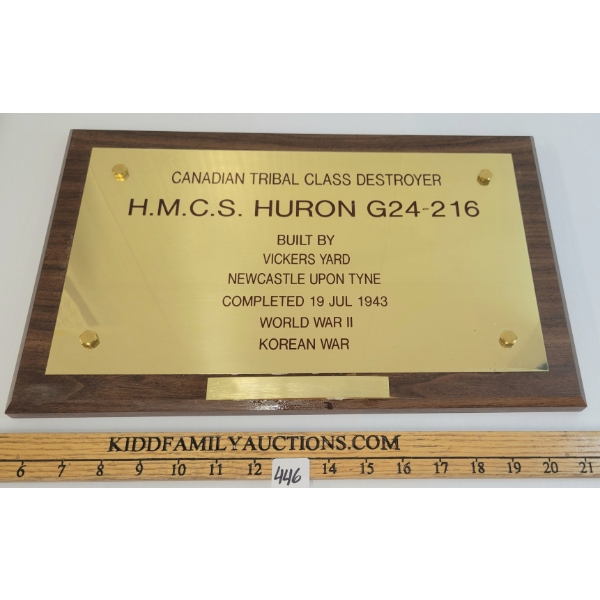 CANADIAN TRIBAL CLASS DESTROYER
H.M.C.S. HURON G24-216
BUILT BY
VICKERS YARD
NEWCASTLE UPON TYNE
COMPLETED 19 JUL 1943
WORLD WAR II
KOREAN WAR
KIDDFAMILYAUCTIONS.COM
6 7 8 9 10 11 12 446 14 15 16 17 18 19 20 21